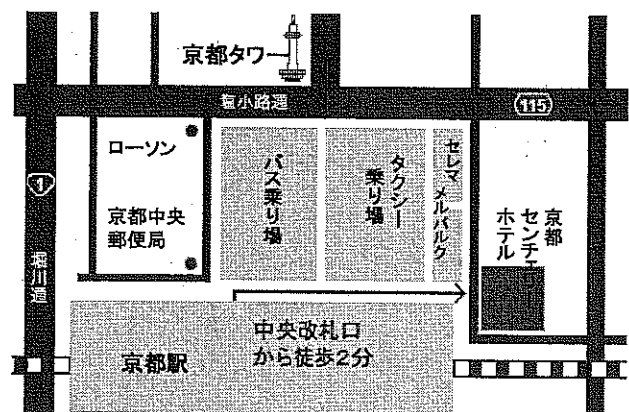 京都タワー
塩小路通
115
ローソン
京都中央
郵便局
バス乗り場
タクシー
乗り場
セレマ
メルパルク
京都
センチュリー
ホテル
1
堀川通
中央改札口
から徒歩2分
京都駅